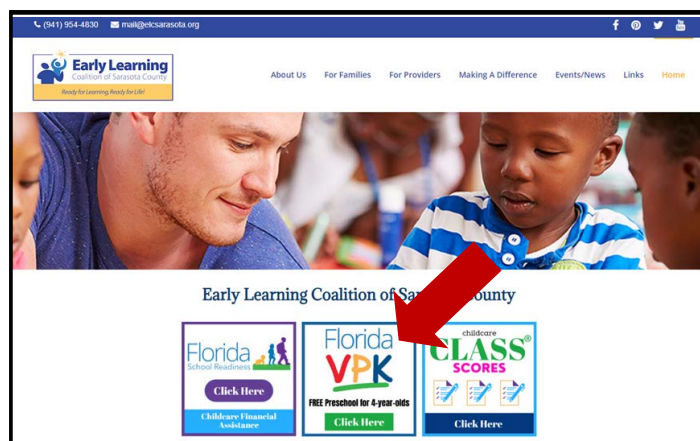 (941) 954-4830 mail@elcsarasota.org
Early Learning
Coalition of Sarasota County
Ready for Learning, Ready for Life!
About Us For Families For Providers Making A Difference Events/News Links Home
Early Learning Coalition of County
Florida
School Readiness
Click Here
Childcare Financial
Assistance
Florida
VPK
FREE Preschool for 4-year-olds
Click Here
childcare
CLASS®
SCORES
Click Here